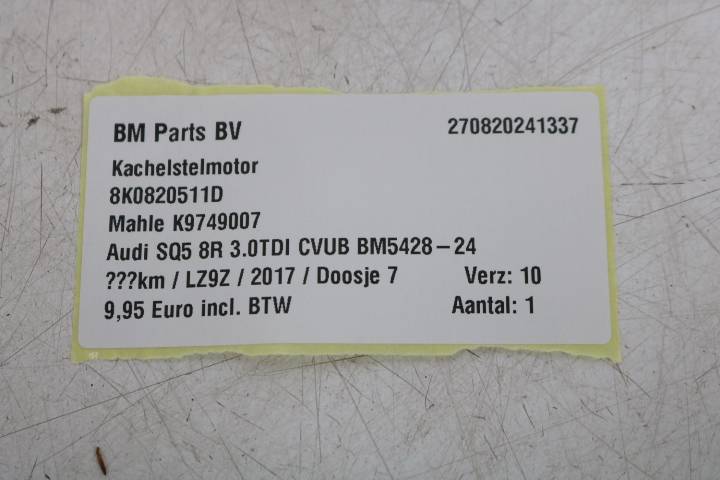 BM Parts BV 270820241337
Kachelstelmotor
8K0820511D
Mahle K9749007
Audi SQ5 8R 3.0TDI CVUB BM5428-24
???km / LZ9Z / 2017 / Doosje 7 Verz: 10
9,95 Euro incl. BTW Aantal: 1